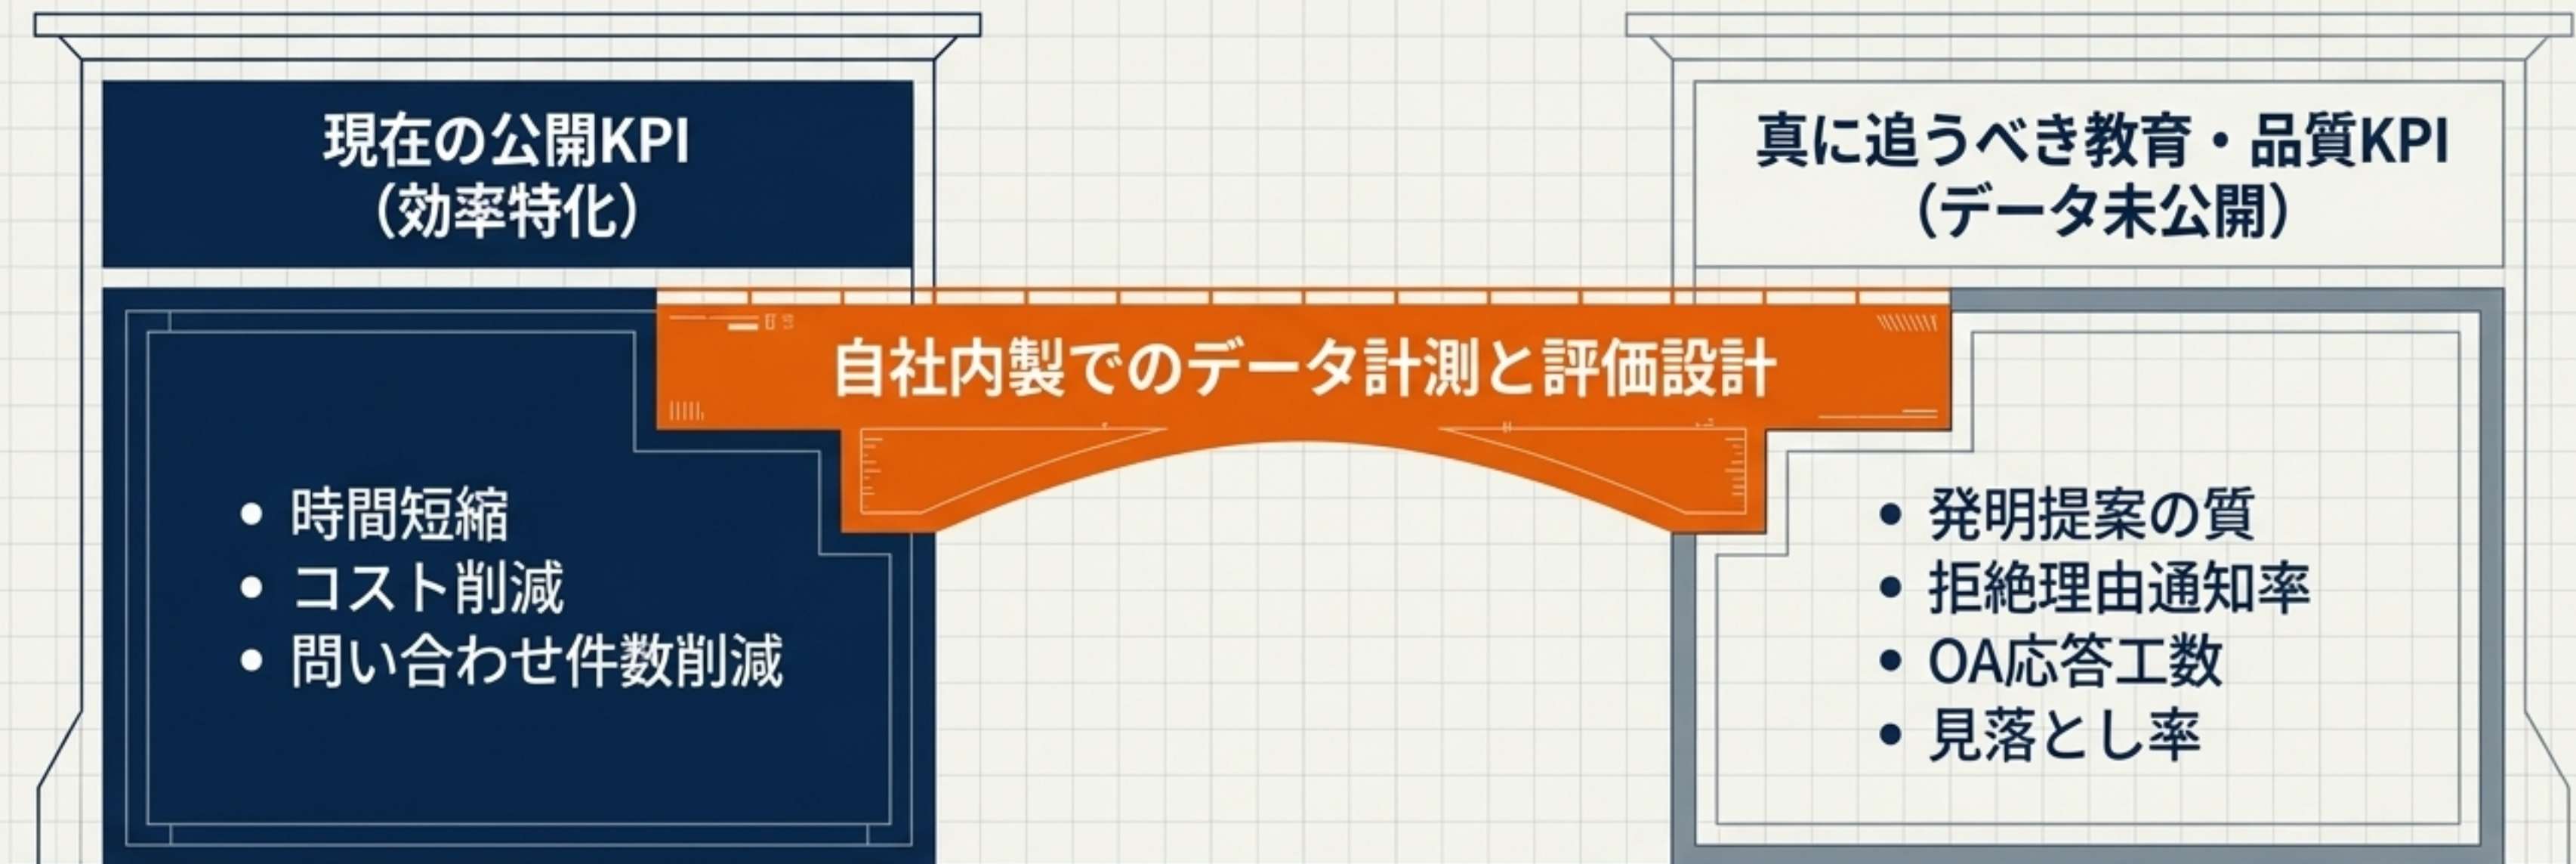 現在の公開KPI
（効率特化）
真に追うべき教育・品質KPI
（データ未公開）
自社内製でのデータ計測と評価設計
• 時間短縮
• コスト削減
• 問い合わせ件数削減
• 発明提案の質
• 拒絶理由通知率
• OA応答工数
• 見落とし率